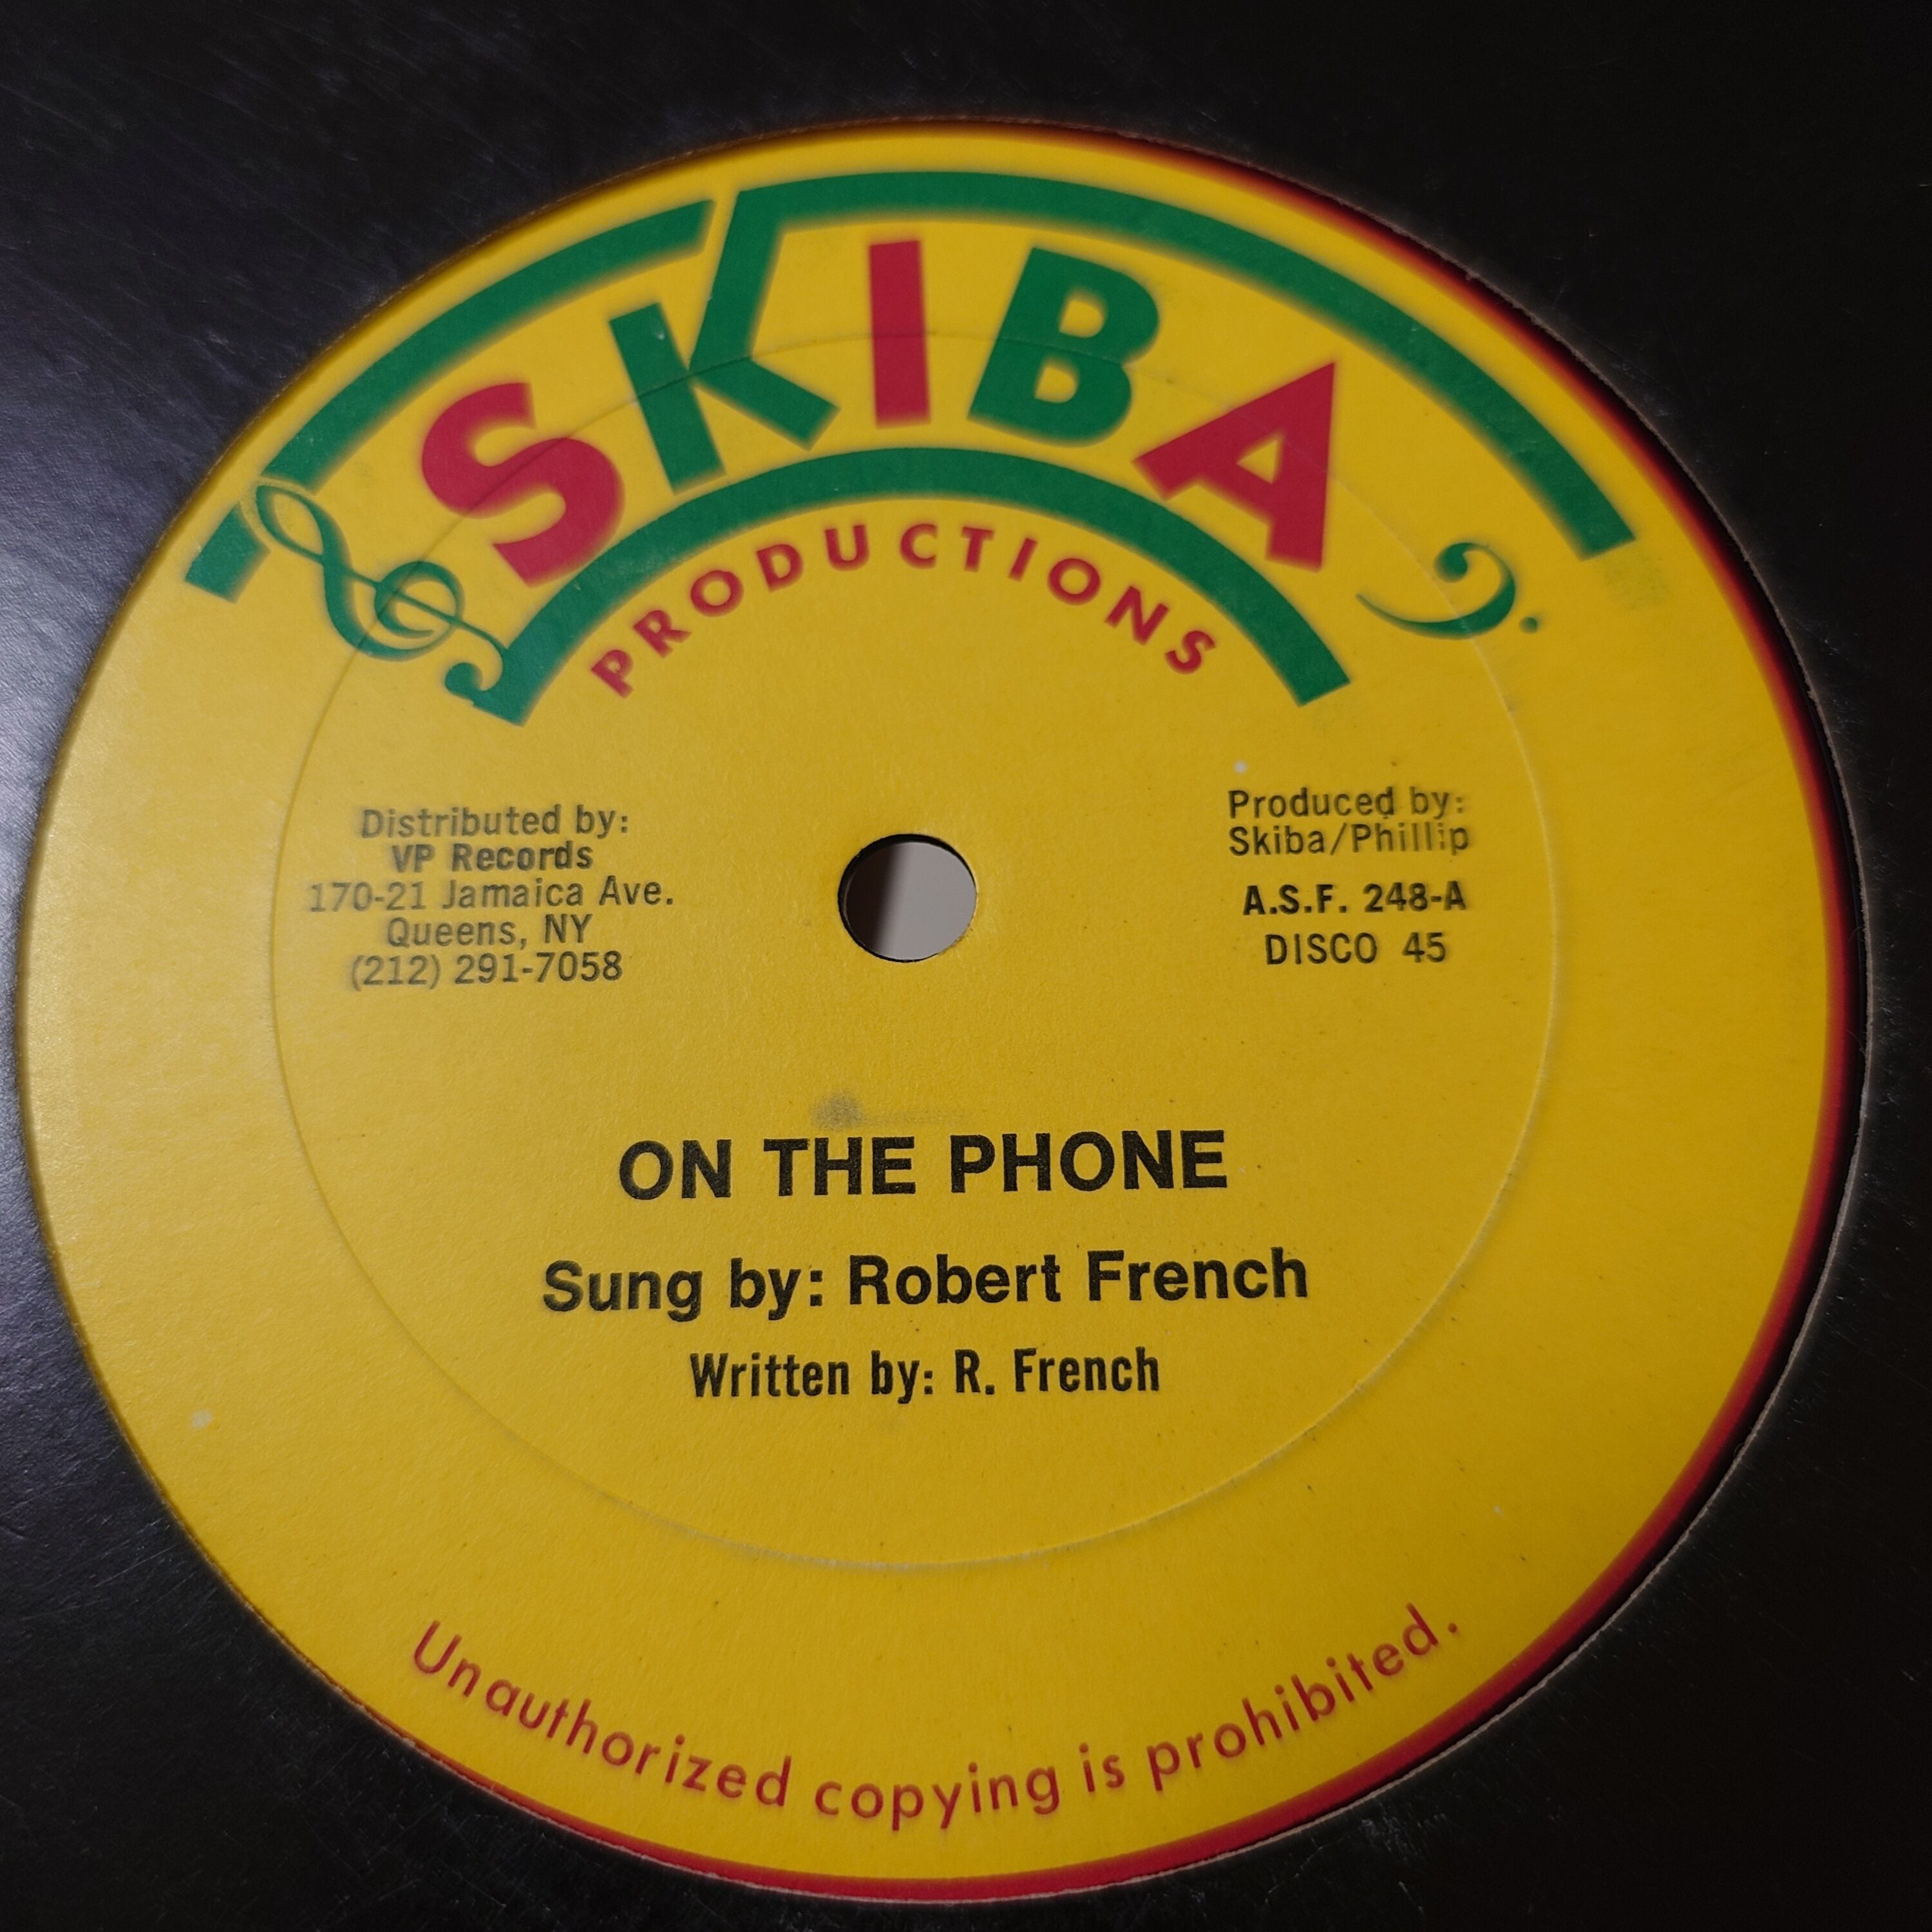 SKIBA
PRODUCTIONS
Distributed by:
VP Records
170-21 Jamaica Ave.
Queens, NY
(212) 291-7058
Produced by:
Skiba/Phillip
A.S.F. 248-A
DISCO 45
ON THE PHONE
Sung by: Robert French
Written by: R. French
Unauthorized copying is prohibited.